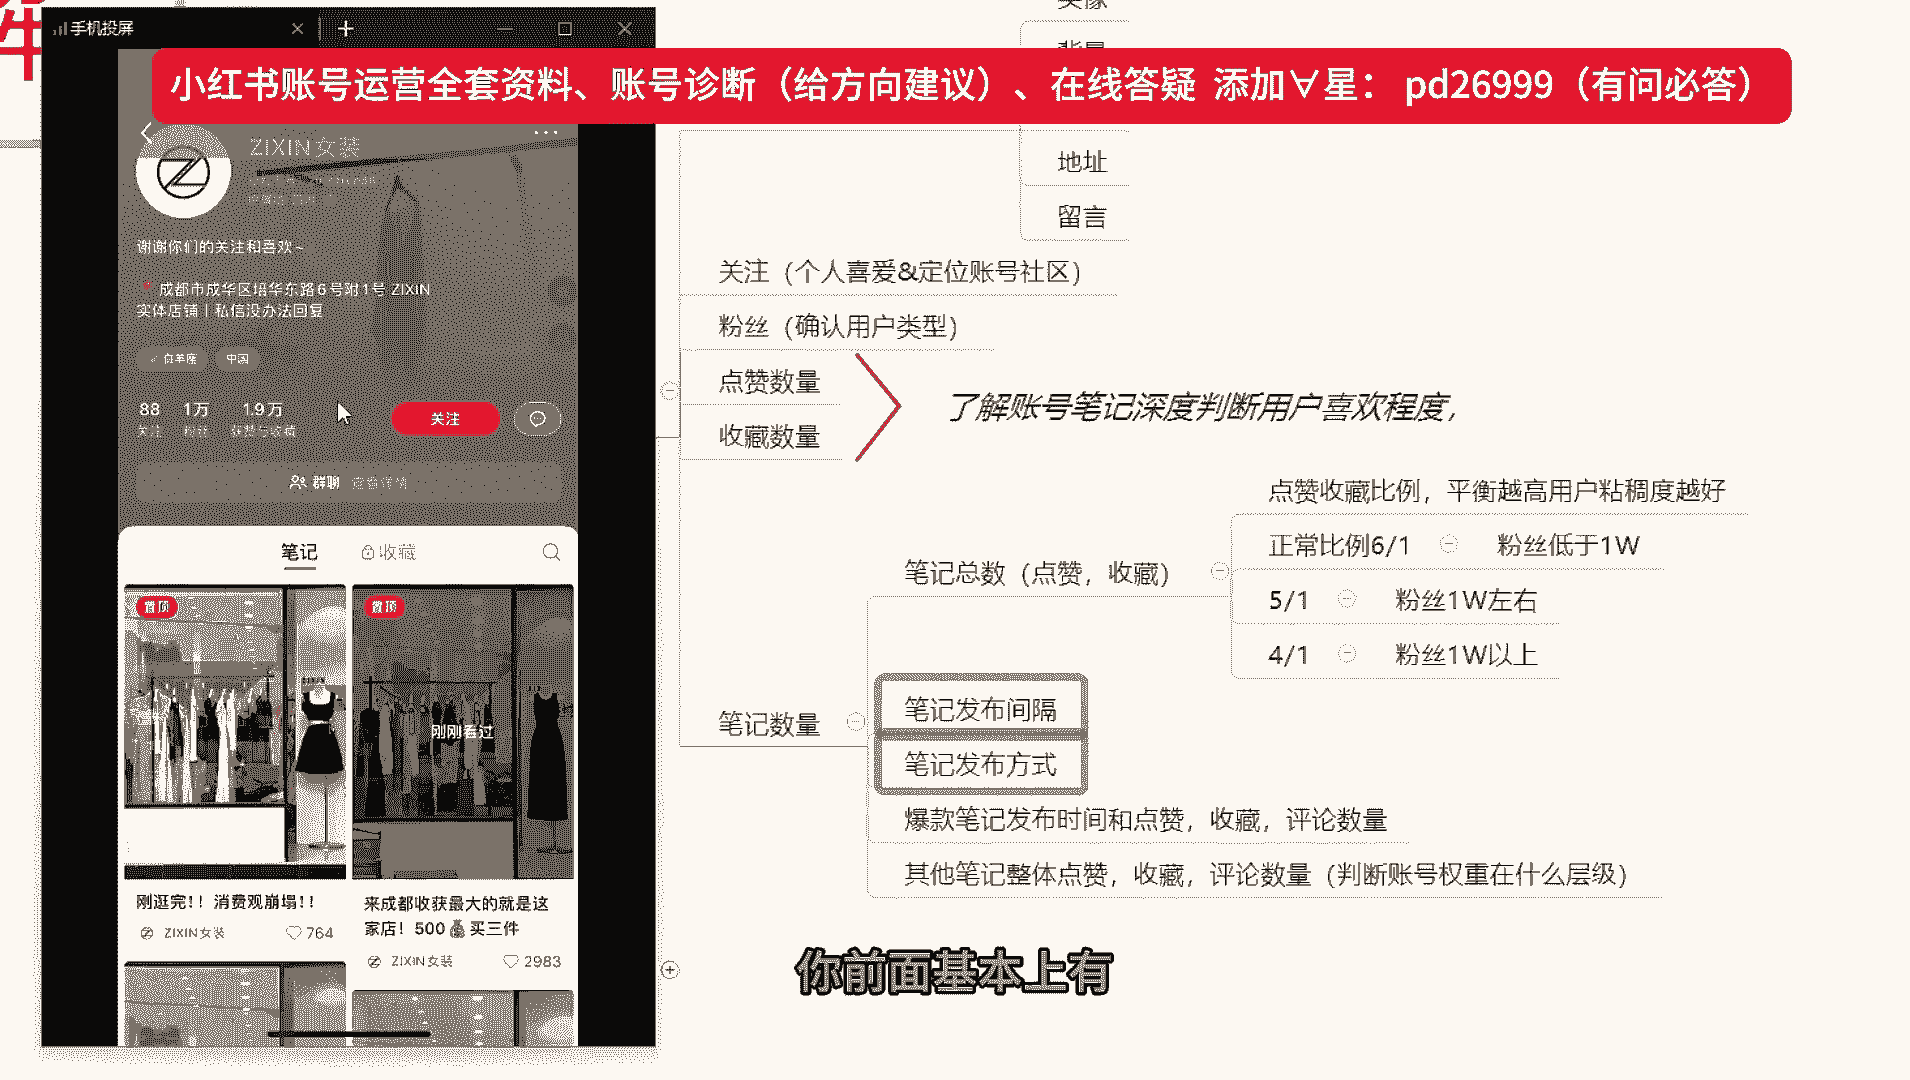 手机投屏
小红书账号运营全套资料、账号诊断（给方向建议）、在线答疑 添加∀星： pd26999（有问必答）
ZIXIN女装
谢谢你们的关注和喜欢~
成都市成华区培华东路6号附1号 ZIXIN
实体店铺丨私信没办法回复
中国
88
1万
1.9万
关注
粉丝
获赞与收藏
关注
群聊
笔记
收藏
置顶
置顶
刚刚看过
刚逛完！！消费观崩塌！！
ZIXIN女装
764
来成都收获最大的就是这
家店！500💰买三件
ZIXIN女装
2983
地址
留言
关注（个人喜爱&定位账号社区）
粉丝（确认用户类型）
点赞数量
收藏数量
了解账号笔记深度判断用户喜欢程度，
笔记数量
笔记总数（点赞，收藏）
点赞收藏比例，平衡越高用户粘稠度越好
正常比例6/1
粉丝低于1W
5/1
粉丝1W左右
4/1
粉丝1W以上
笔记发布间隔
笔记发布方式
爆款笔记发布时间和点赞，收藏，评论数量
其他笔记整体点赞，收藏，评论数量（判断账号权重在什么层级）
你前面基本上有